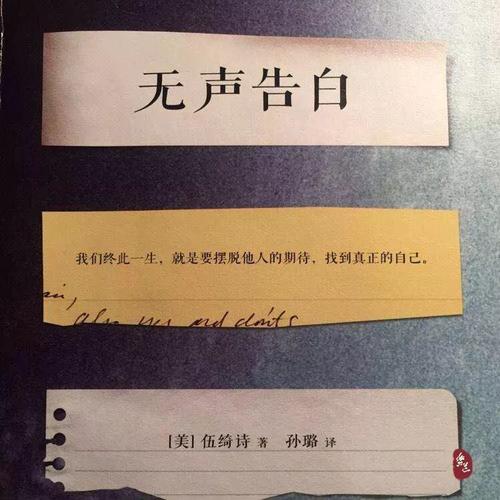 无声告白
我们终此一生，就是要摆脱他人的期待，找到真正的自己。
[美] 伍绮诗 著 孙璐 译